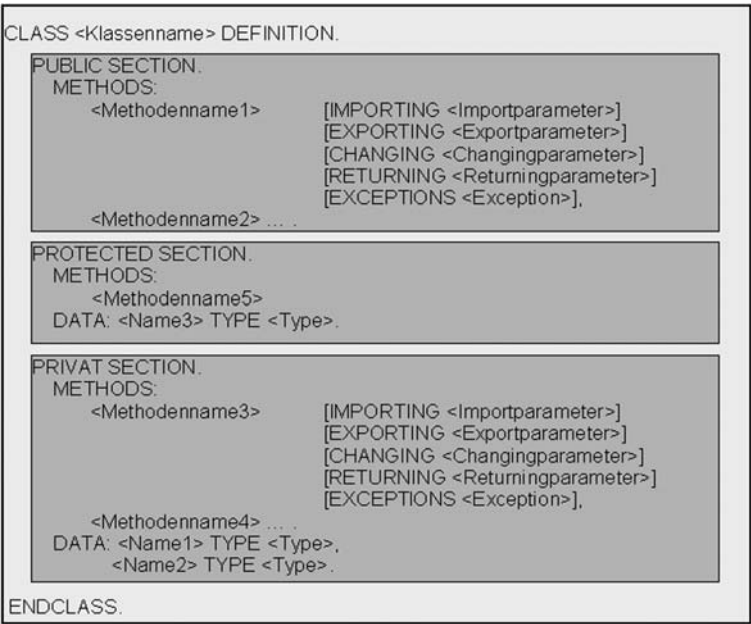 CLASS <Klassenname> DEFINITION.
PUBLIC SECTION.
METHODS:
<Methodenname1> [IMPORTING <Importparameter>]
[EXPORTING <Exportparameter>]
[CHANGING <Changingparameter>]
[RETURNING <Returningparameter>]
[EXCEPTIONS <Exception>],
<Methodenname2> ... .
PROTECTED SECTION.
METHODS:
<Methodenname5>
DATA: <Name3> TYPE <Type>.
PRIVAT SECTION.
METHODS:
<Methodenname3> [IMPORTING <Importparameter>]
[EXPORTING <Exportparameter>]
[CHANGING <Changingparameter>]
[RETURNING <Returningparameter>]
[EXCEPTIONS <Exception>],
<Methodenname4> ... .
DATA: <Name1> TYPE <Type>,
<Name2> TYPE <Type>.
ENDCLASS.